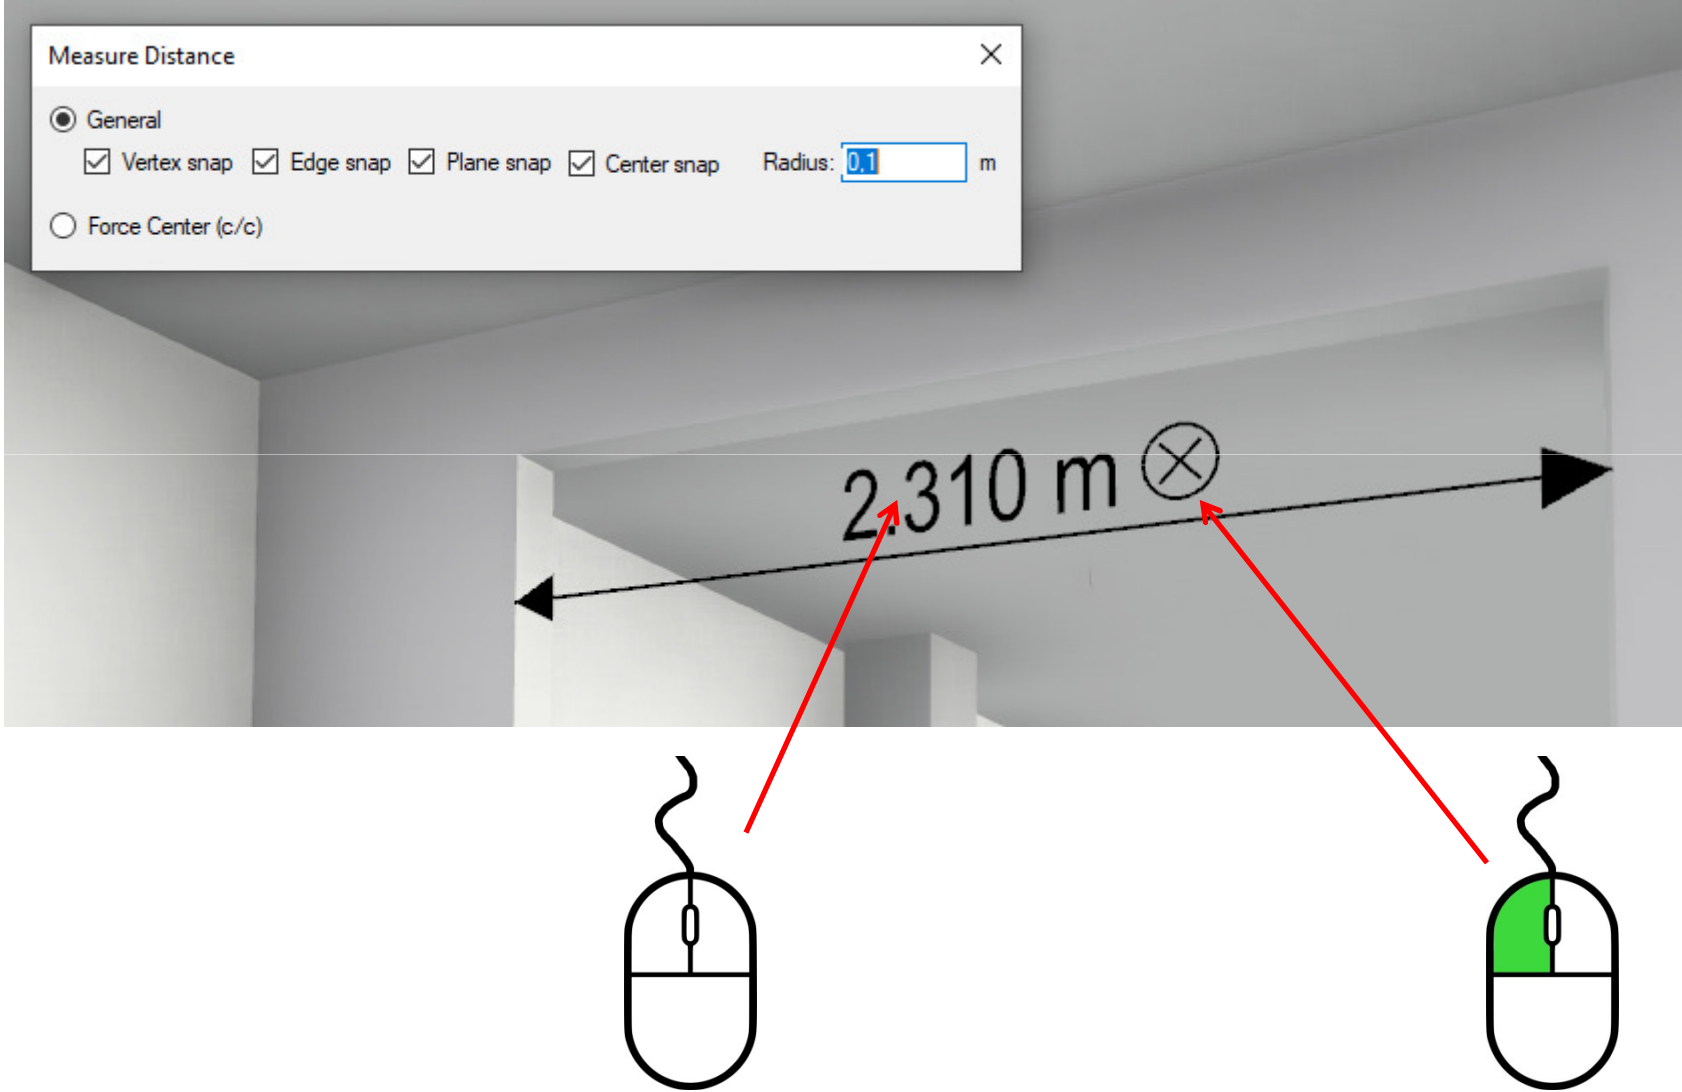 Measure Distance
General
Vertex snap Edge snap Plane snap Center snap Radius: 0,1 m
Force Center (c/c)
2.310 m